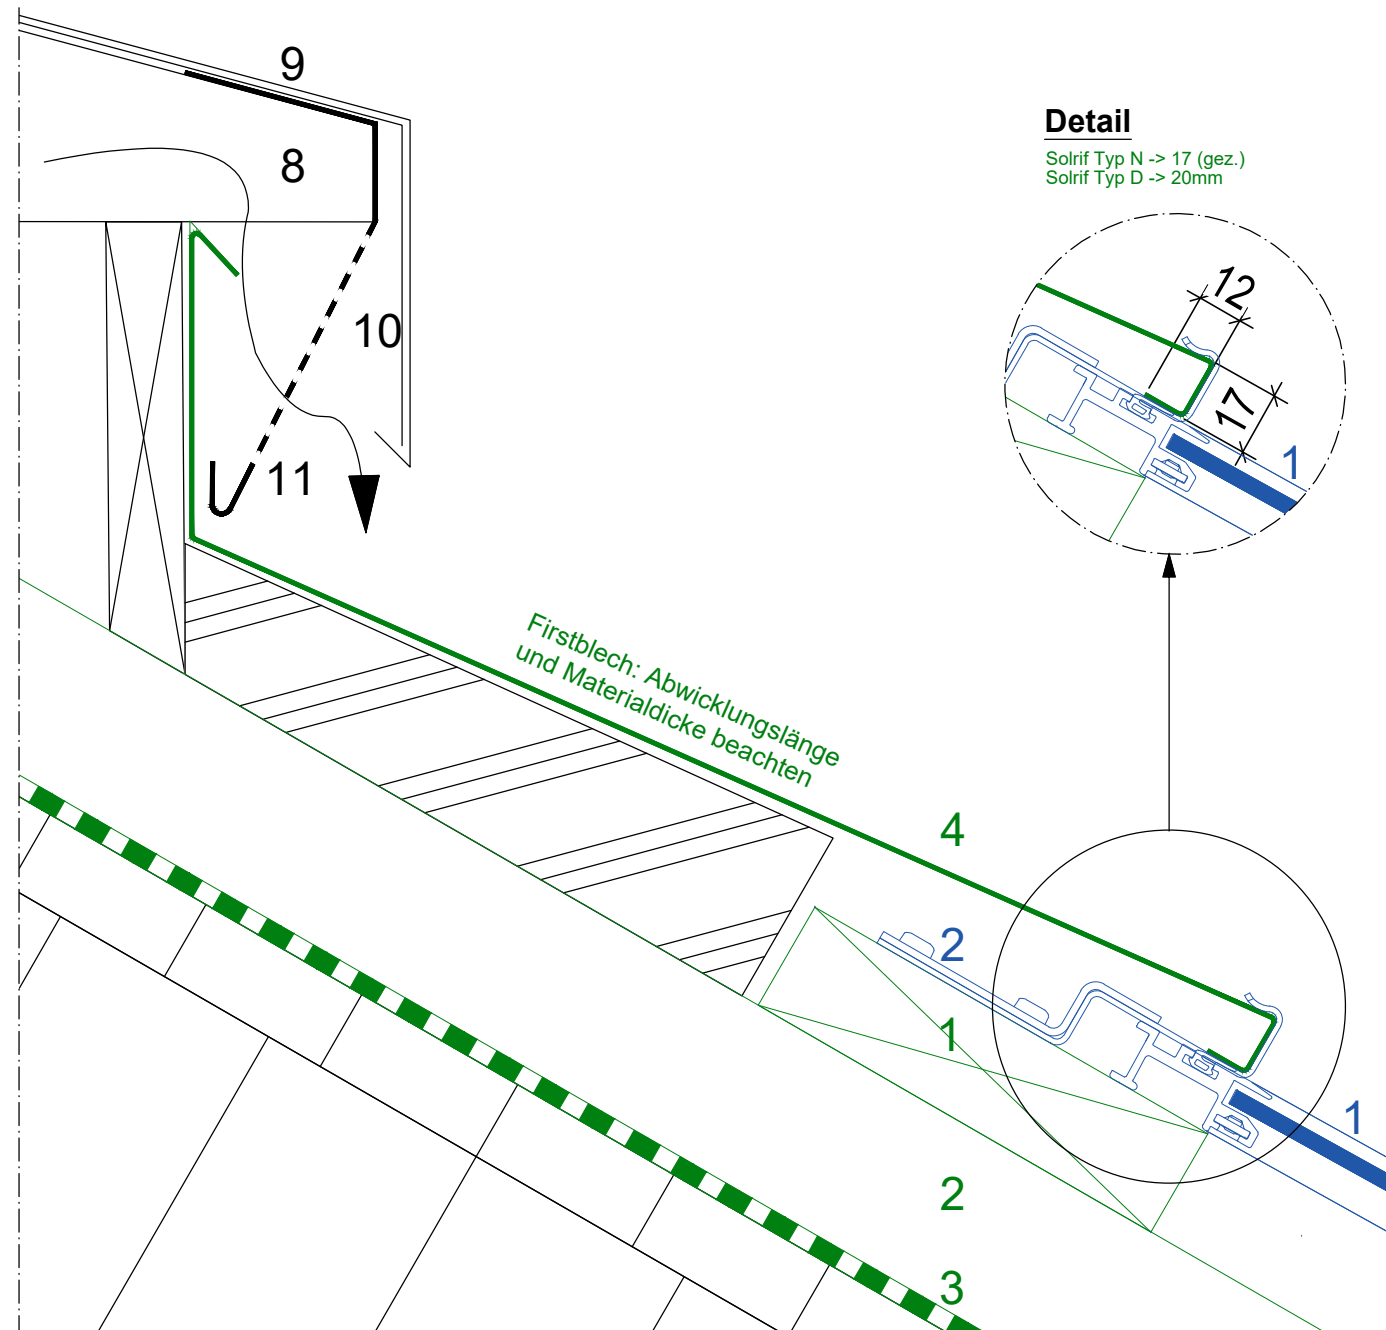 9
8
Detail
Solrif Typ N -> 17 (gez.)
Solrif Typ D -> 20mm
12
10
17
1
11
Firstblech: Abwicklungslänge
und Materialdicke beachten
4
2
1
1
2
3